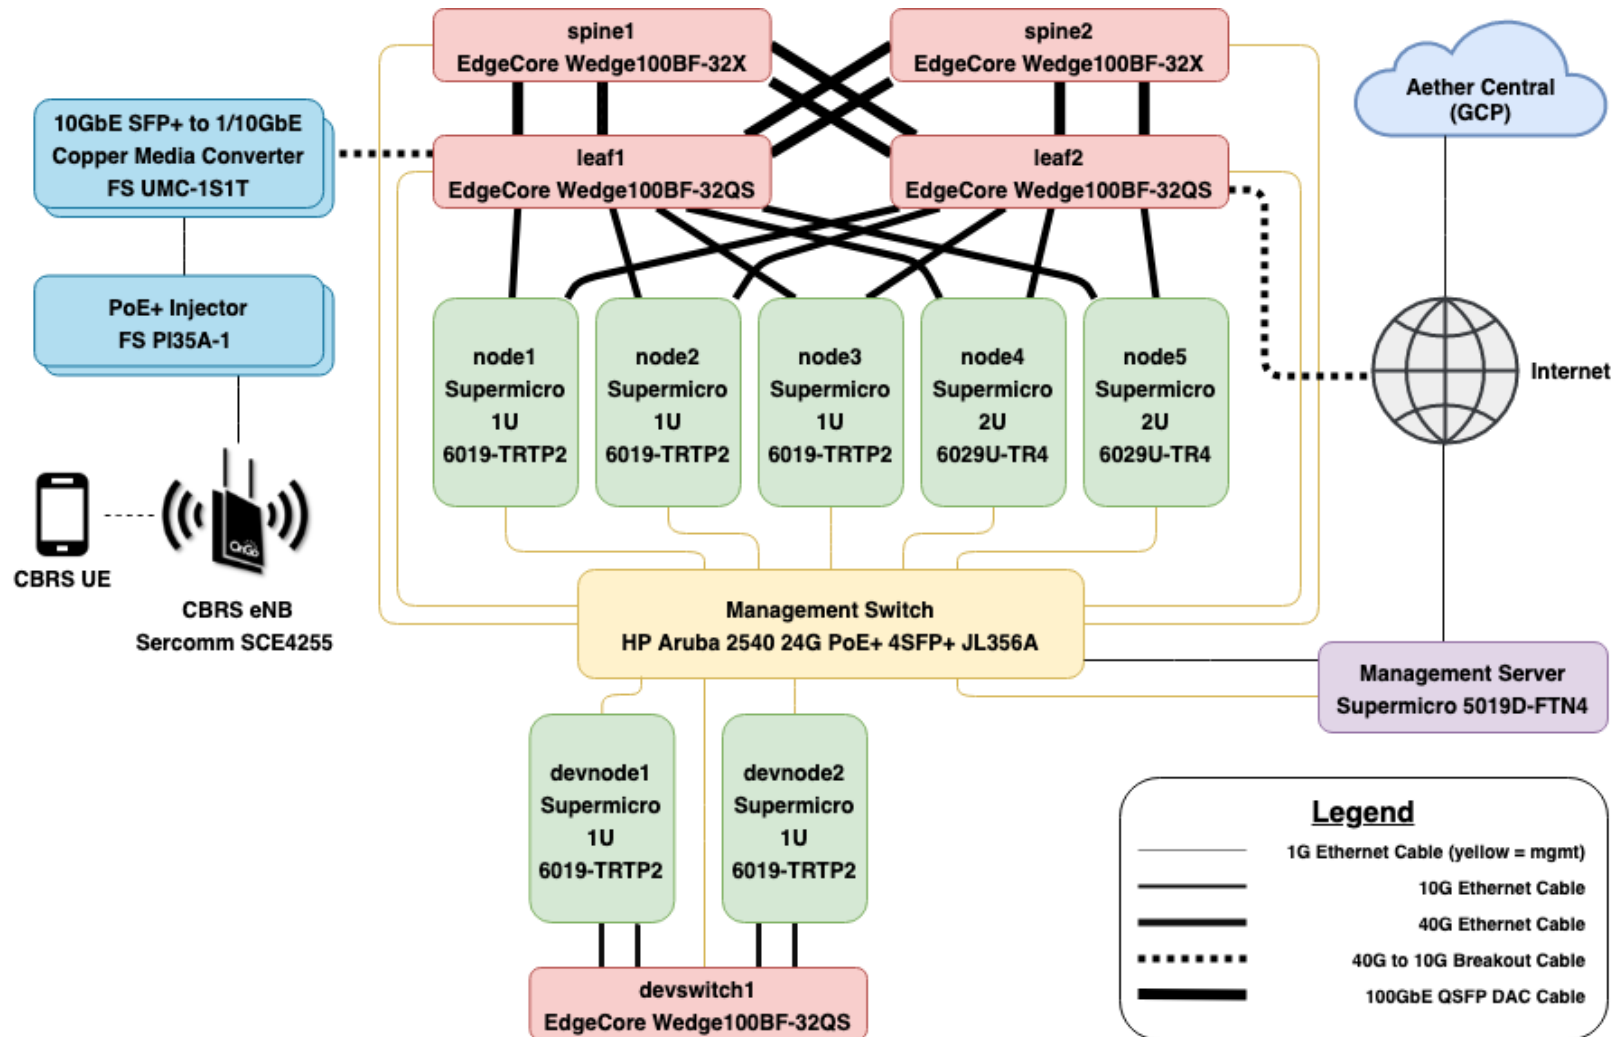 spine1
EdgeCore Wedge100BF-32X
spine2
EdgeCore Wedge100BF-32X
Aether Central
(GCP)
10GbE SFP+ to 1/10GbE
Copper Media Converter
FS UMC-1S1T
leaf1
EdgeCore Wedge100BF-32QS
leaf2
EdgeCore Wedge100BF-32QS
PoE+ Injector
FS PI35A-1
node1
Supermicro
1U
6019-TRTP2
node2
Supermicro
1U
6019-TRTP2
node3
Supermicro
1U
6019-TRTP2
node4
Supermicro
2U
6029U-TR4
node5
Supermicro
2U
6029U-TR4
Internet
OnGo
CBRS UE
CBRS eNB
Sercomm SCE4255
Management Switch
HP Aruba 2540 24G PoE+ 4SFP+ JL356A
Management Server
Supermicro 5019D-FTN4
devnode1
Supermicro
1U
6019-TRTP2
devnode2
Supermicro
1U
6019-TRTP2
devswitch1
EdgeCore Wedge100BF-32QS
Legend
1G Ethernet Cable (yellow = mgmt)
10G Ethernet Cable
40G Ethernet Cable
40G to 10G Breakout Cable
100GbE QSFP DAC Cable